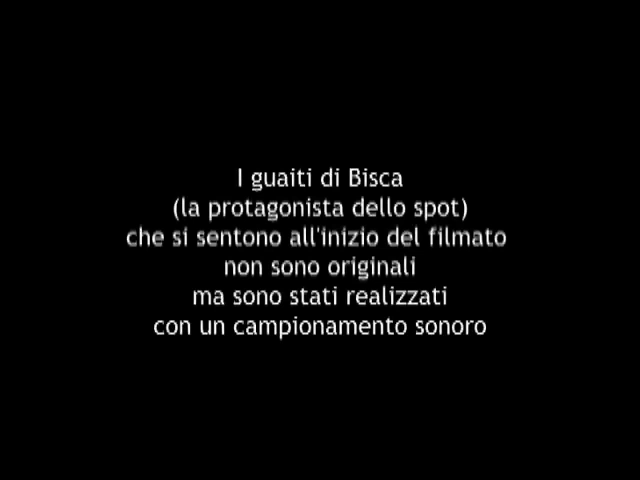 I guaiti di Bisca
(la protagonista dello spot)
che si sentono all'inizio del filmato
non sono originali
ma sono stati realizzati
con un campionamento sonoro